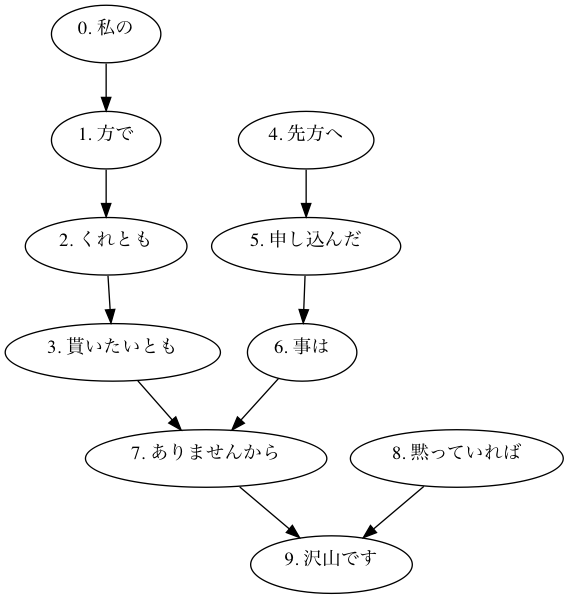 0. 私の
1. 方で
4. 先方へ
2. くれとも
5. 申し込んだ
3. 貰いたいとも
6. 事は
7. ありませんから
8. 黙っていれば
9. 沢山です